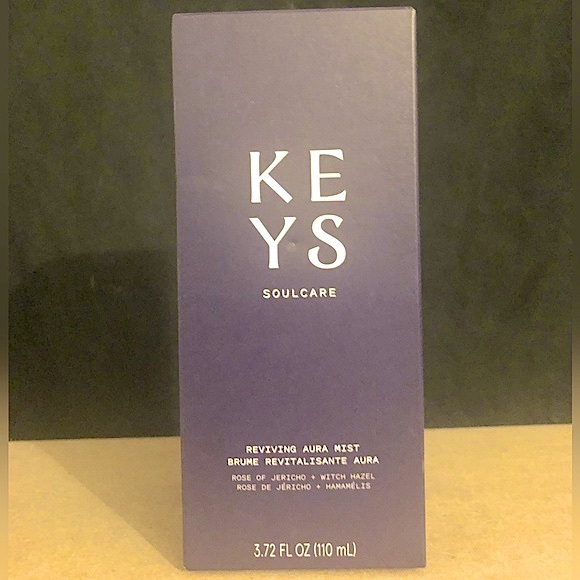 KE
YS
SOULCARE
REVIVING AURA MIST
BRUME REVITALISANTE AURA
ROSE OF JERICHO + WITCH HAZEL
ROSE DE JÉRICHO + HAMAMÉLIS
3.72 FL OZ (110 mL)